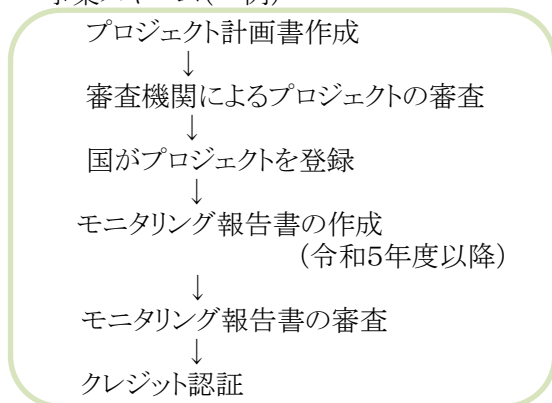 プロジェクト計画書作成
↓
審査機関によるプロジェクトの審査
↓
国がプロジェクトを登録
↓
モニタリング報告書の作成
(令和5年度以降)
↓
モニタリング報告書の審査
↓
クレジット認証